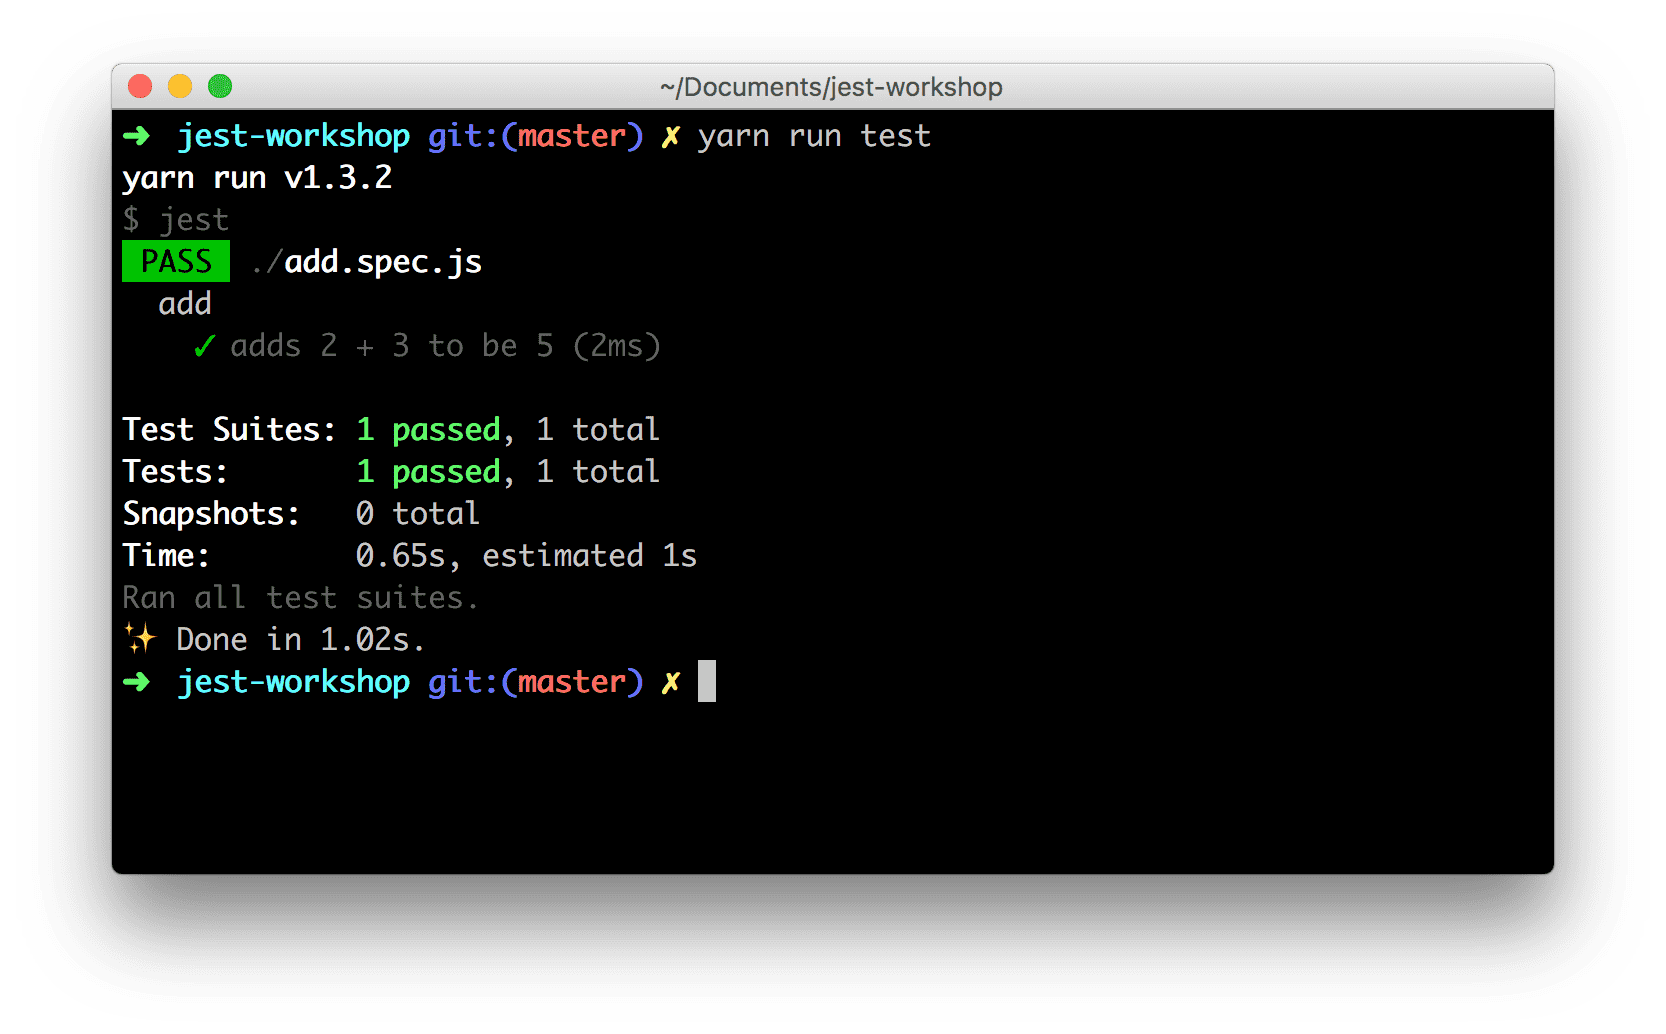 ~/Documents/jest-workshop
➜ jest-workshop git:(master) ✗ yarn run test
yarn run v1.3.2
$ jest
PASS ./add.spec.js
add
✓ adds 2 + 3 to be 5 (2ms)
Test Suites: 1 passed, 1 total
Tests: 1 passed, 1 total
Snapshots: 0 total
Time: 0.65s, estimated 1s
Ran all test suites.
✨ Done in 1.02s.
➜ jest-workshop git:(master) ✗